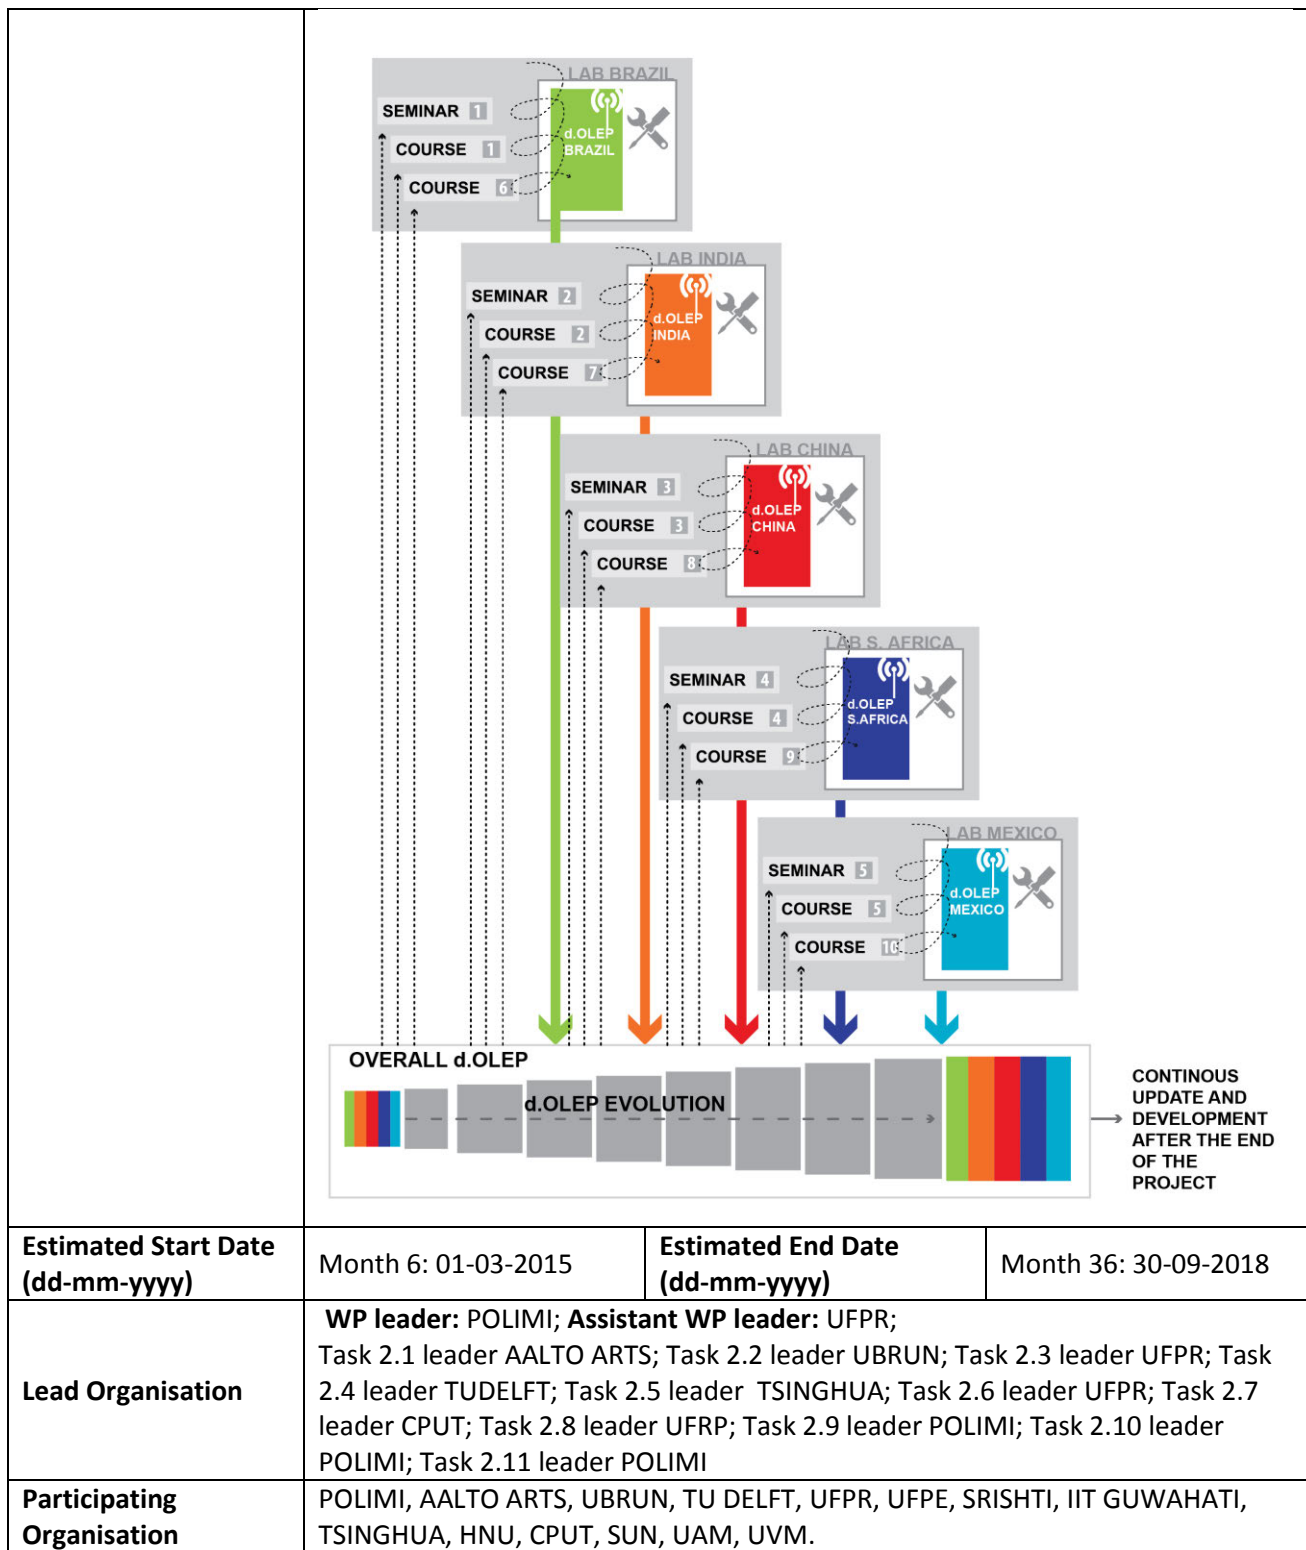 LAB BRAZIL
SEMINAR 1
COURSE 1
COURSE 6
d.OLEP
BRAZIL
LAB INDIA
SEMINAR 2
COURSE 2
COURSE 7
d.OLEP
INDIA
LAB CHINA
SEMINAR 3
COURSE 3
COURSE 8
d.OLEP
CHINA
LAB S. AFRICA
SEMINAR 4
COURSE 4
COURSE 9
d.OLEP
S.AFRICA
LAB MEXICO
SEMINAR 5
COURSE 5
COURSE 10
d.OLEP
MEXICO
OVERALL d.OLEP
d.OLEP EVOLUTION
CONTINOUS
UPDATE AND
DEVELOPMENT
AFTER THE END
OF THE
PROJECT
Estimated Start Date
(dd-mm-yyyy)
Month 6: 01-03-2015
Estimated End Date
(dd-mm-yyyy)
Month 36: 30-09-2018
Lead Organisation
WP leader: POLIMI; Assistant WP leader: UFPR;
Task 2.1 leader AALTO ARTS; Task 2.2 leader UBRUN; Task 2.3 leader UFPR; Task
2.4 leader TUDELFT; Task 2.5 leader TSINGHUA; Task 2.6 leader UFPR; Task 2.7
leader CPUT; Task 2.8 leader UFRP; Task 2.9 leader POLIMI; Task 2.10 leader
POLIMI; Task 2.11 leader POLIMI
Participating
Organisation
POLIMI, AALTO ARTS, UBRUN, TU DELFT, UFPR, UFPE, SRISHTI, IIT GUWAHATI,
TSINGHUA, HNU, CPUT, SUN, UAM, UVM.